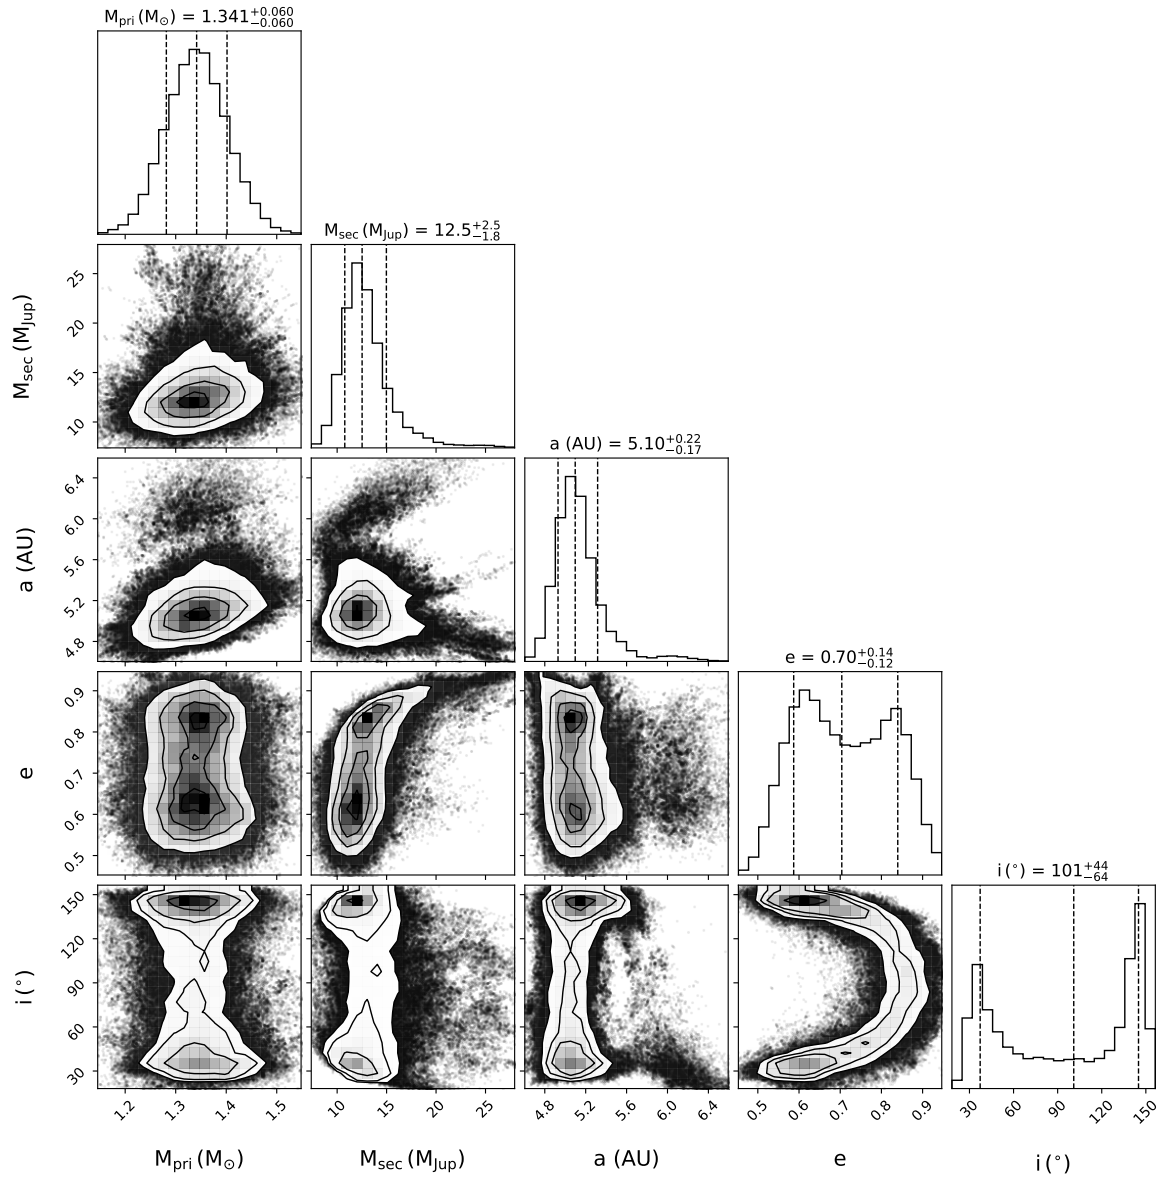 M_pri (M_⊙) = 1.341 +0.060 −0.060
M_sec (M_Jup) = 12.5 +2.5 −1.8
M_sec (M_Jup)
25
20
15
10
a (AU) = 5.10 +0.22 −0.17
a (AU)
6.4
6.0
5.6
5.2
4.8
e = 0.70 +0.14 −0.12
e
0.9
0.8
0.7
0.6
0.5
i (°) = 101 +44 −64
i (°)
150
120
90
60
30
1.2 1.3 1.4 1.5 10 15 20 25 4.8 5.2 5.6 6.0 6.4 0.5 0.6 0.7 0.8 0.9 30 60 90 120 150
M_pri (M_⊙) M_sec (M_Jup) a (AU) e i (°)